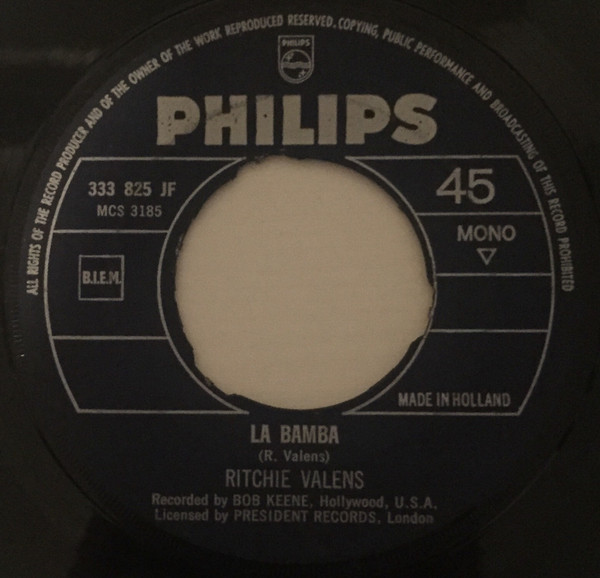 ALL RIGHTS OF THE RECORD PRODUCER AND OF THE OWNER OF THE WORK REPRODUCED RESERVED. COPYING, PUBLIC PERFORMANCE AND BROADCASTING OF THIS RECORD PROHIBITED
PHILIPS
PHILIPS
333 825 JF
MCS 3185
45
MONO
B.I.E.M.
MADE IN HOLLAND
LA BAMBA
(R. Valens)
RITCHIE VALENS
Recorded by BOB KEENE, Hollywood, U.S.A.
Licensed by PRESIDENT RECORDS, London